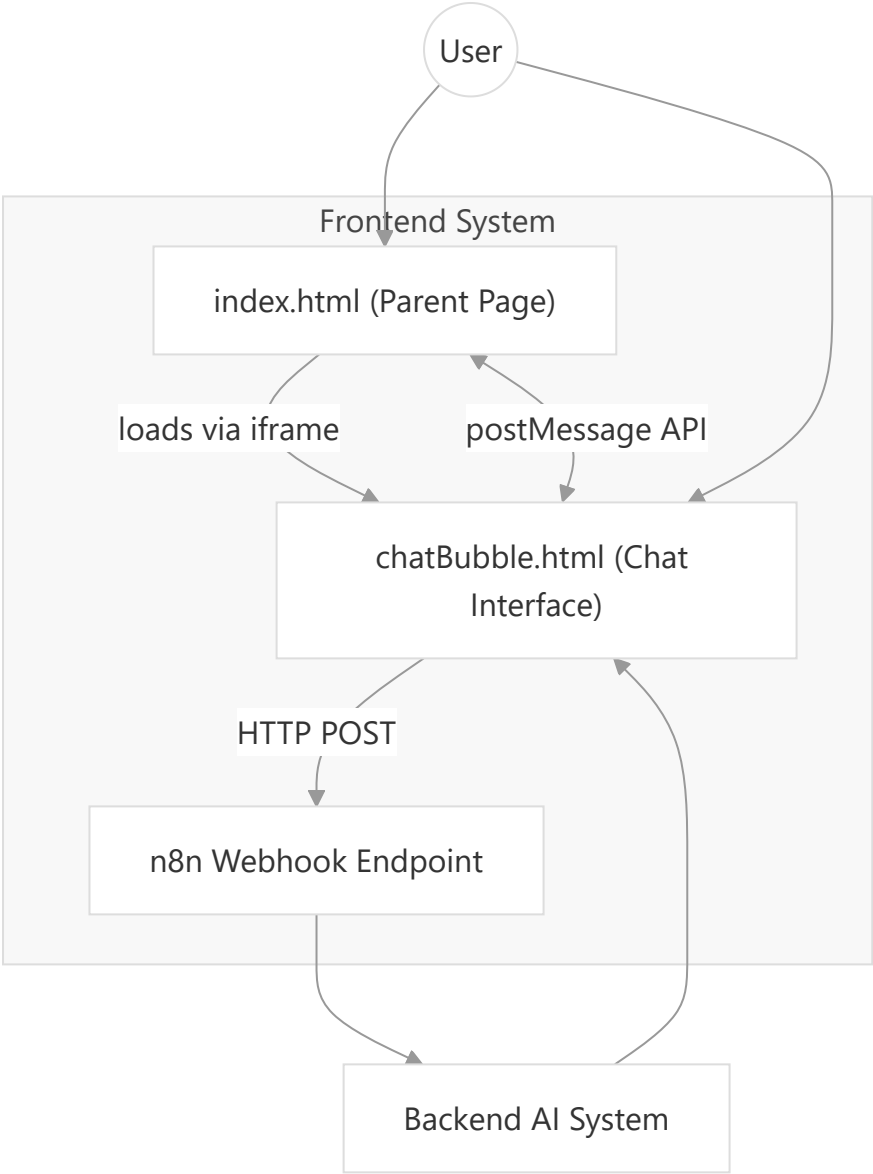 User
Frontend System
index.html (Parent Page)
loads via iframe
postMessage API
chatBubble.html (Chat
Interface)
HTTP POST
n8n Webhook Endpoint
Backend AI System